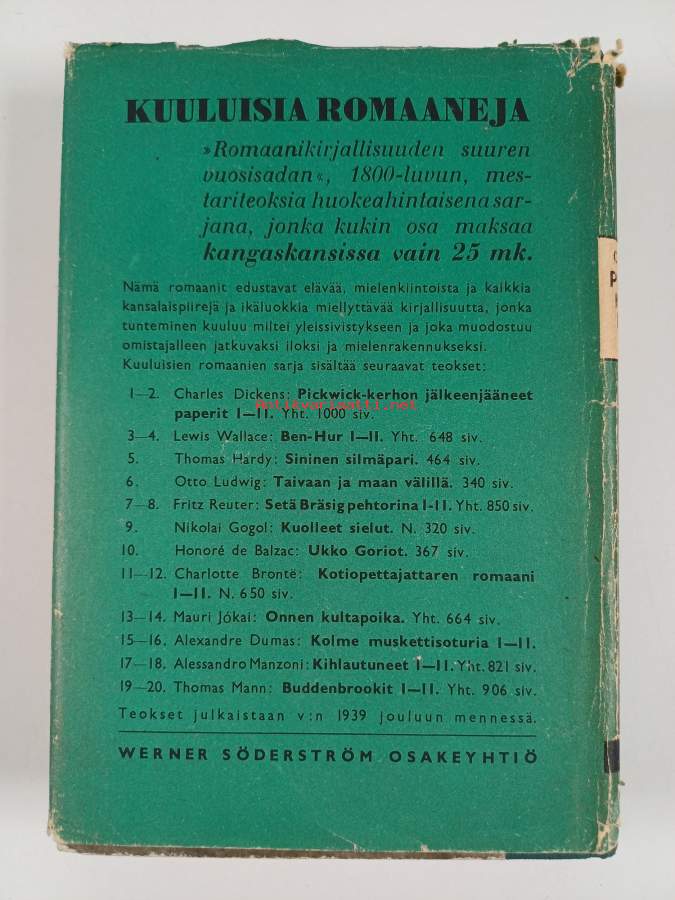 KUULUISIA ROMAANEJA
»Romaanikirjallisuuden suuren
vuosisadan«, 1800-luvun, mes-
tariteoksia huokeahintaisena sar-
jana, jonka kukin osa maksaa
kangaskansissa vain 25 mk.
Nämä romaanit edustavat elävää, mielenkiintoista ja kaikkia
kansalaispiirejä ja ikäluokkia miellyttävää kirjallisuutta, jonka
tunteminen kuuluu miltei yleissivistykseen ja joka muodostuu
omistajalleen jatkuvaksi iloksi ja mielenrakennukseksi.
Kuuluisien romaanien sarja sisältää seuraavat teokset:
1—2. Charles Dickens: Pickwick-kerhon jälkeenjääneet
paperit I—II. Yht. 1000 siv.
Antikvariaatti.net
3—4. Lewis Wallace: Ben-Hur I—II. Yht. 648 siv.
5. Thomas Hardy: Sininen silmäpari. 464 siv.
6. Otto Ludwig: Taivaan ja maan välillä. 340 siv.
7—8. Fritz Reuter: Setä Bräsig pehtorina I-II. Yht. 850 siv.
9. Nikolai Gogol: Kuolleet sielut. N. 320 siv.
10. Honoré de Balzac: Ukko Goriot. 367 siv.
11—12. Charlotte Brontë: Kotiopettajattaren romaani
I—II. N. 650 siv.
13—14. Mauri Jókai: Onnen kultapoika. Yht. 664 siv.
15—16. Alexandre Dumas: Kolme muskettisoturia I—II.
17—18. Alessandro Manzoni: Kihlautuneet I—II. Yht. 821 siv.
19—20. Thomas Mann: Buddenbrookit I—II. Yht. 906 siv.
Teokset julkaistaan v:n 1939 jouluun mennessä.
WERNER SÖDERSTRÖM OSAKEYHTIÖ